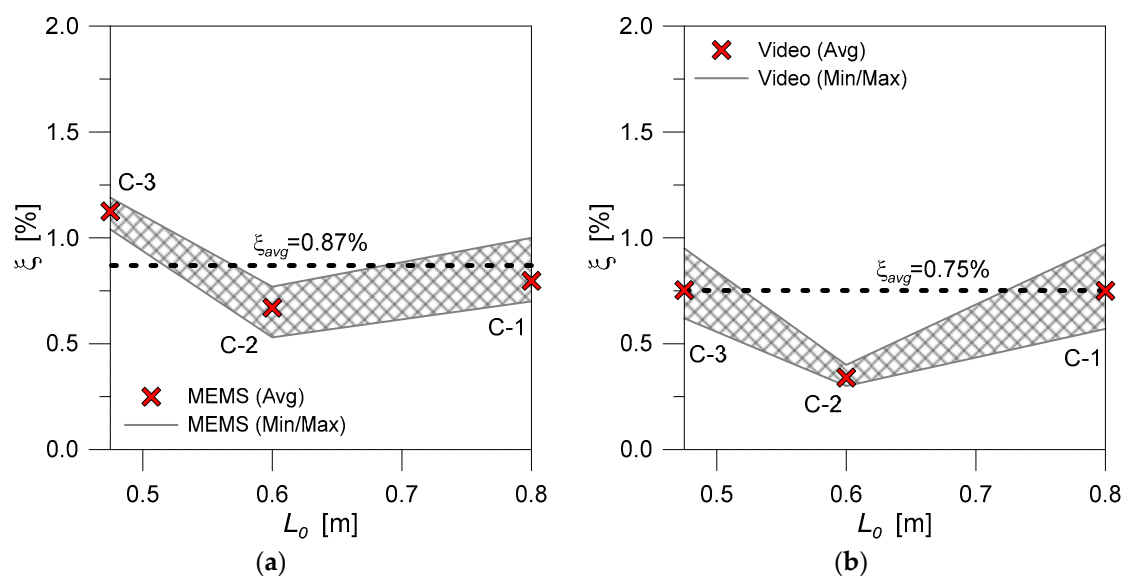 2.0
1.5
1.0
0.5
0.0
ξ [%]
C-3
ξavg=0.87%
C-2
C-1
MEMS (Avg)
MEMS (Min/Max)
0.5 0.6 0.7 0.8
L0 [m]
(a)
2.0
1.5
1.0
0.5
0.0
ξ [%]
Video (Avg)
Video (Min/Max)
ξavg=0.75%
C-3
C-2
C-1
0.5 0.6 0.7 0.8
L0 [m]
(b)